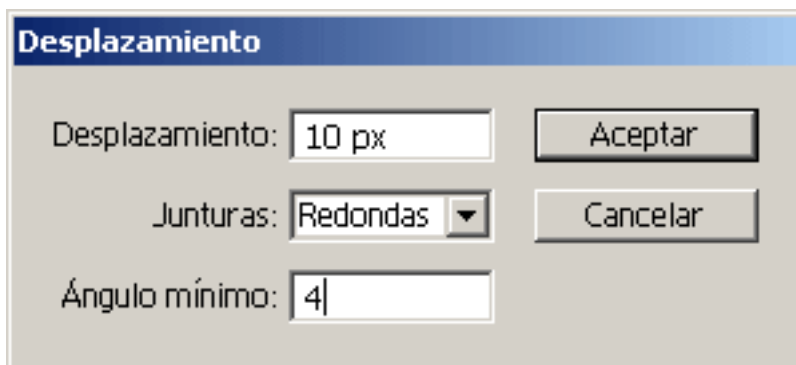 Desplazamiento
Desplazamiento: 10 px Aceptar
Junturas: Redondas Cancelar
Ángulo mínimo: 4